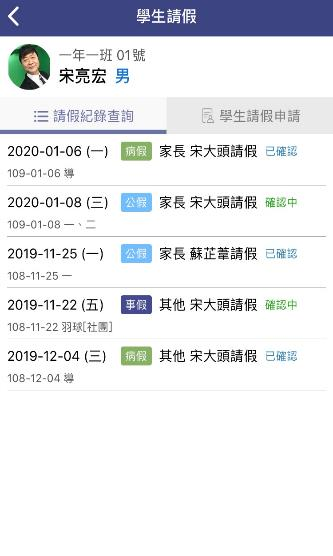 學生請假
一年一班 01號
宋亮宏 男
請假紀錄查詢 學生請假申請
2020-01-06 (一) 病假 家長 宋大頭請假 已確認
109-01-06 導
2020-01-08 (三) 公假 家長 宋大頭請假 確認中
109-01-08 一、二
2019-11-25 (一) 公假 家長 蘇芷葦請假 已確認
108-11-25 一
2019-11-22 (五) 事假 其他 宋大頭請假 確認中
108-11-22 羽球[社團]
2019-12-04 (三) 病假 其他 宋大頭請假 已確認
108-12-04 導